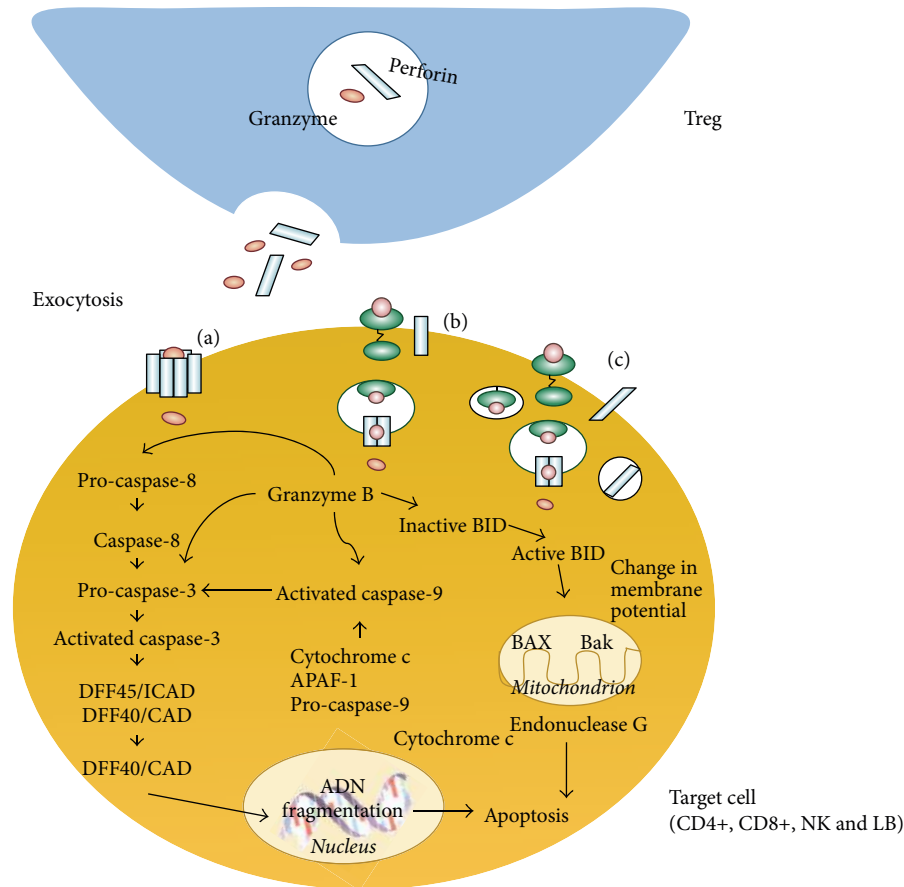 Perforin
Granzyme
Treg
Exocytosis
(a)
(b)
(c)
Pro-caspase-8
Granzyme B
Inactive BID
Caspase-8
Active BID
Change in
membrane
potential
Pro-caspase-3
Activated caspase-9
Activated caspase-3
BAX
Bak
Mitochondrion
Cytochrome c
APAF-1
Pro-caspase-9
DFF45/ICAD
DFF40/CAD
Endonuclease G
Cytochrome c
DFF40/CAD
ADN
fragmentation
Nucleus
Apoptosis
Target cell
(CD4+, CD8+, NK and LB)